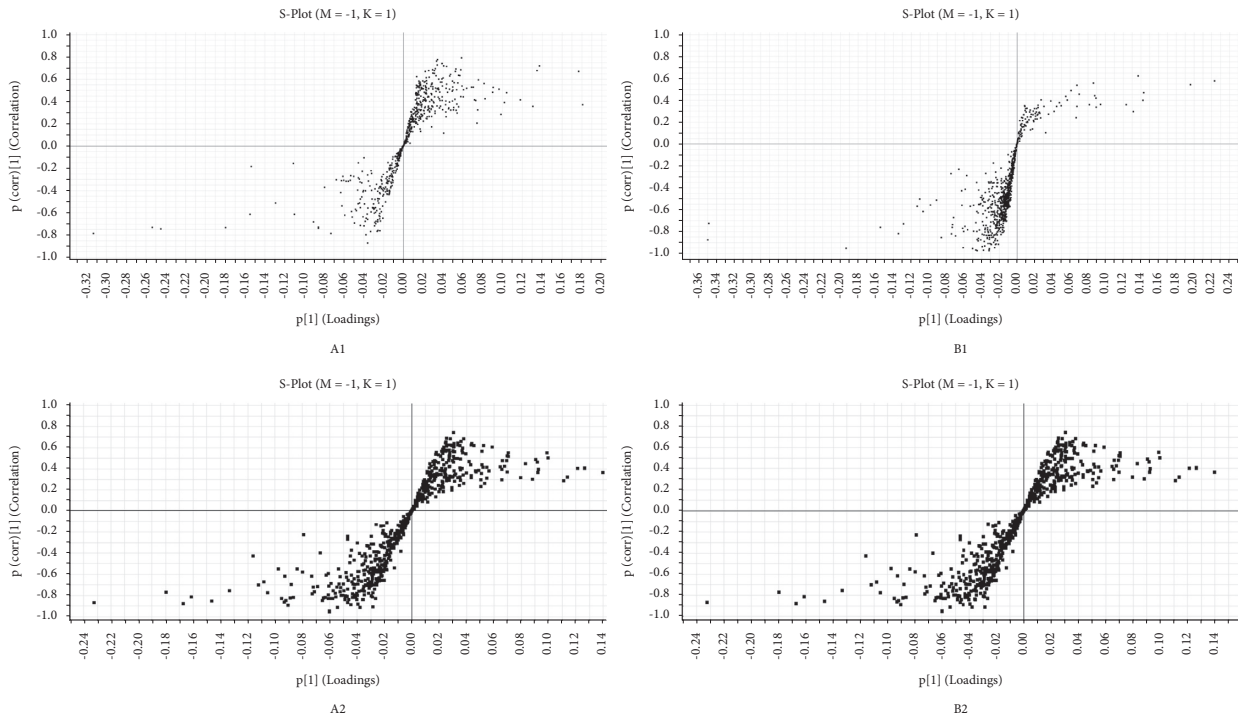 S-Plot (M = -1, K = 1)
p (corr)[1] (Correlation)
1.0
0.8
0.6
0.4
0.2
0.0
-0.2
-0.4
-0.6
-0.8
-1.0
-0.32 -0.30 -0.28 -0.26 -0.24 -0.22 -0.20 -0.18 -0.16 -0.14 -0.12 -0.11 -0.08 -0.06 -0.04 -0.02 0.00 0.02 0.04 0.06 0.08 0.10 0.12 0.14 0.16 0.18 0.20
p[1] (Loadings)
A1
S-Plot (M = -1, K = 1)
p (corr)[1] (Correlation)
1.0
0.8
0.6
0.4
0.2
0.0
-0.2
-0.4
-0.6
-0.8
-1.0
-0.36 -0.34 -0.32 -0.30 -0.28 -0.26 -0.24 -0.22 -0.20 -0.18 -0.16 -0.14 -0.12 -0.10 -0.08 -0.06 -0.04 -0.02 0.00 0.02 0.04 0.06 0.08 0.10 0.12 0.14 0.16 0.18 0.20 0.22 0.24
p[1] (Loadings)
B1
S-Plot (M = -1, K = 1)
p (corr)[1] (Correlation)
1.0
0.8
0.6
0.4
0.2
0.0
-0.2
-0.4
-0.6
-0.8
-1.0
-0.24 -0.22 -0.20 -0.18 -0.16 -0.14 -0.12 -0.10 -0.08 -0.06 -0.04 -0.02 0.00 0.02 0.04 0.06 0.08 0.10 0.12 0.14
p[1] (Loadings)
A2
S-Plot (M = -1, K = 1)
p (corr)[1] (Correlation)
1.0
0.8
0.6
0.4
0.2
0.0
-0.2
-0.4
-0.6
-0.8
-1.0
-0.24 -0.22 -0.20 -0.18 -0.16 -0.14 -0.12 -0.10 -0.08 -0.06 -0.04 -0.02 0.00 0.02 0.04 0.06 0.08 0.10 0.12 0.14
p[1] (Loadings)
B2